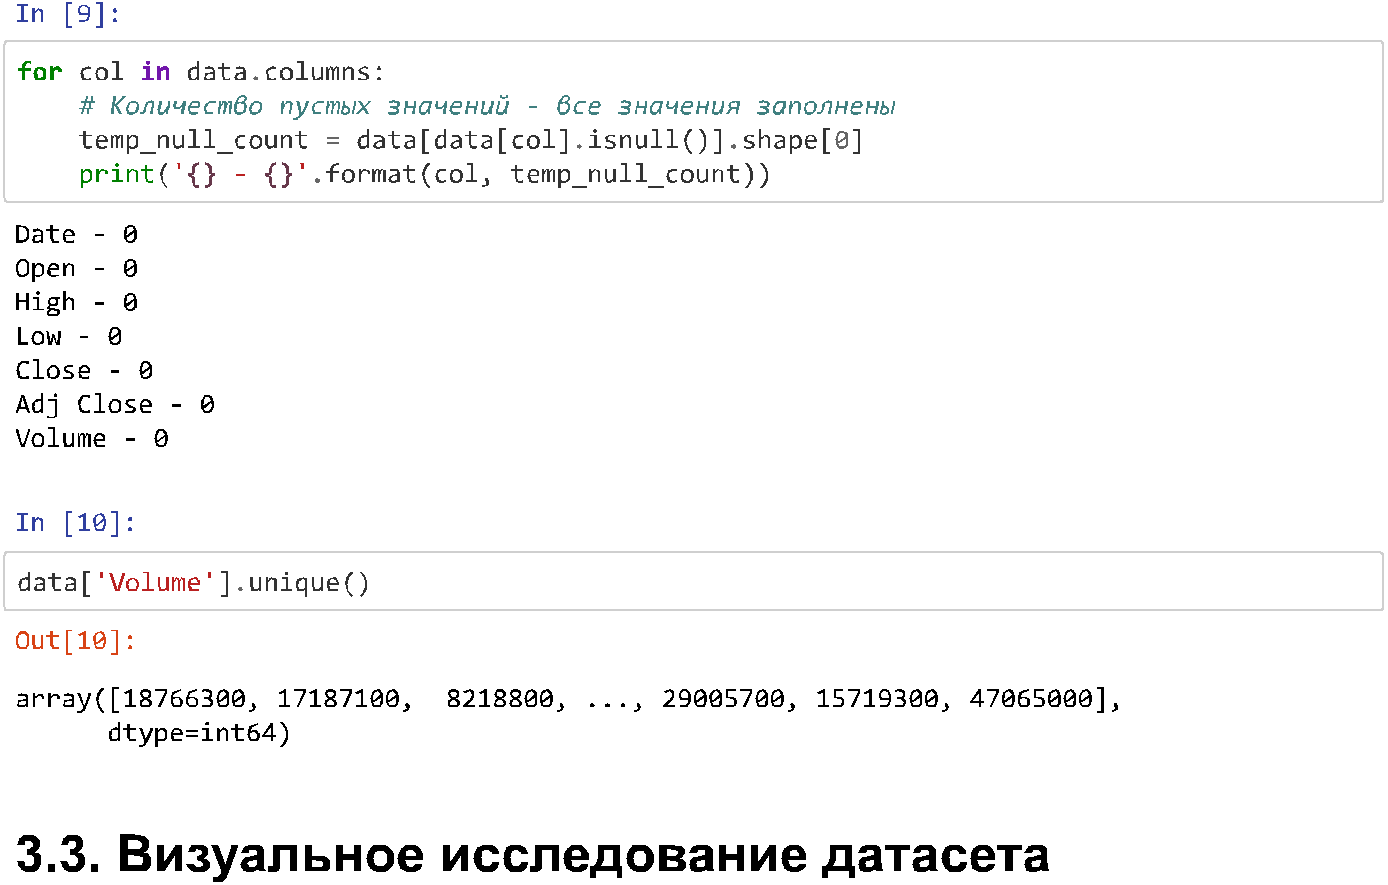 In [9]:
for col in data.columns:
    # Количество пустых значений - все значения заполнены
    temp_null_count = data[data[col].isnull()].shape[0]
    print('{} - {}'.format(col, temp_null_count))
Date - 0
Open - 0
High - 0
Low - 0
Close - 0
Adj Close - 0
Volume - 0
In [10]:
data['Volume'].unique()
Out[10]:
array([18766300, 17187100,  8218800, ..., 29005700, 15719300, 47065000],
      dtype=int64)
3.3. Визуальное исследование датасета